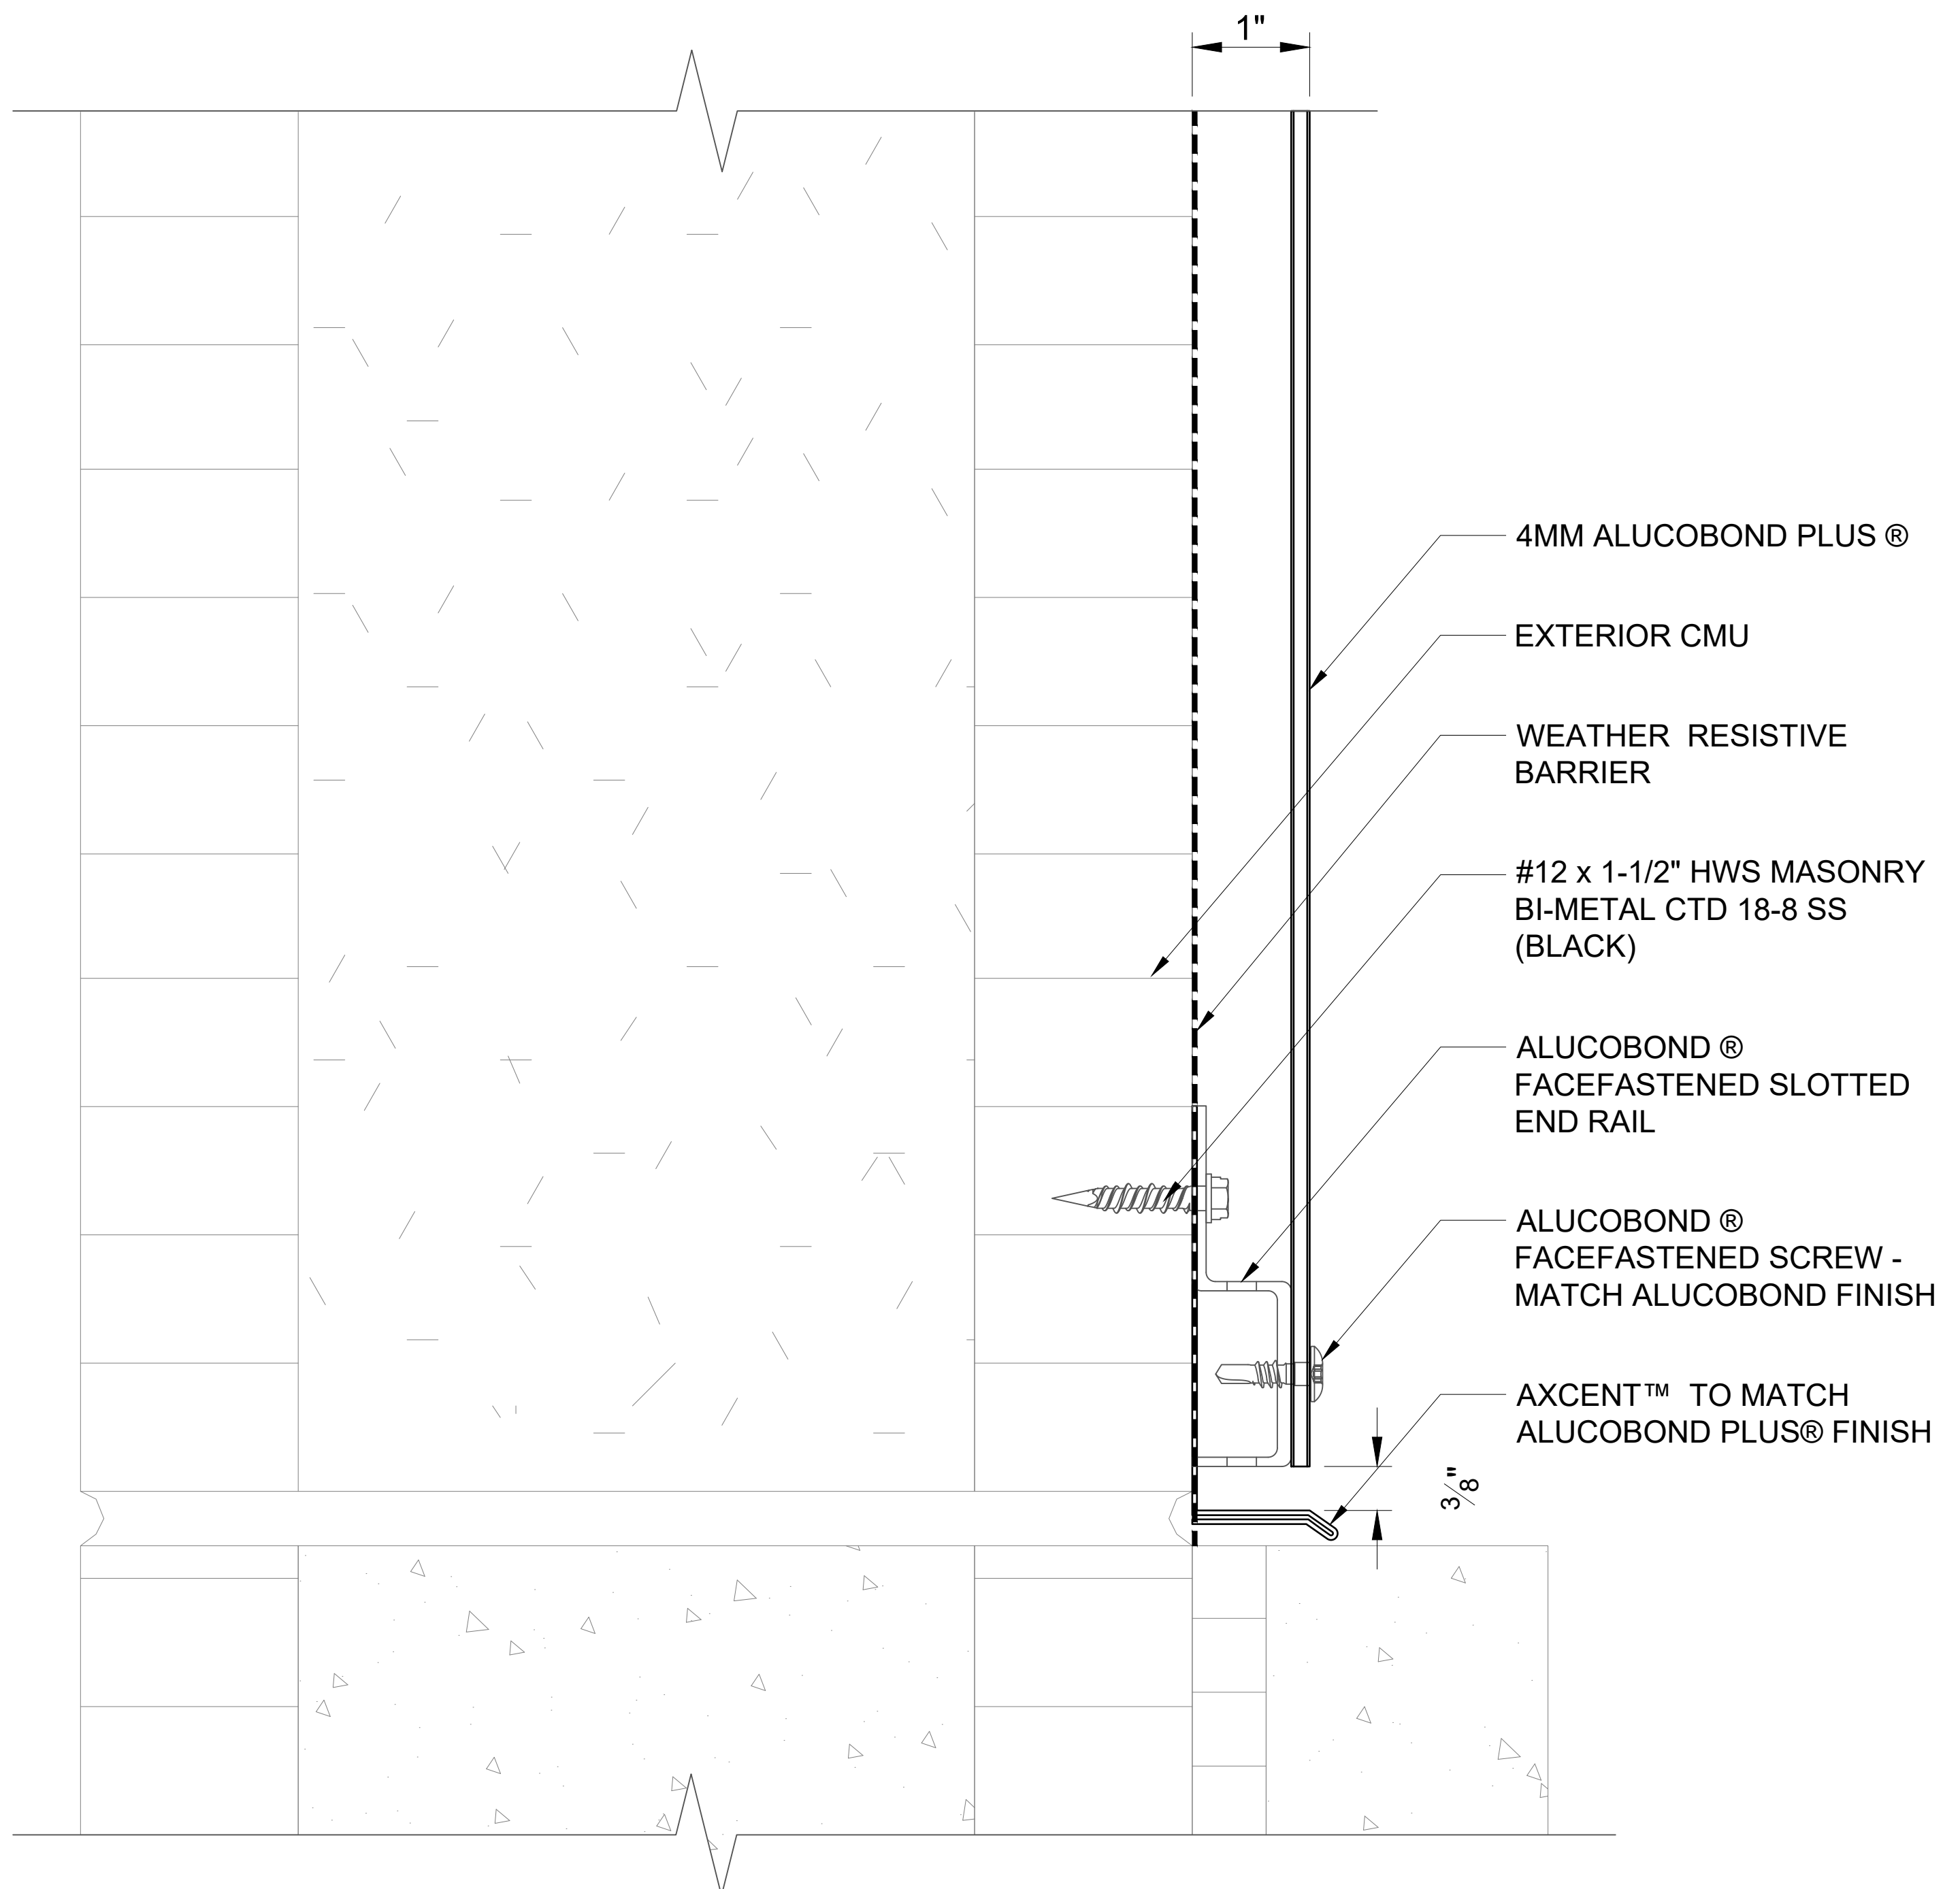 1"
4MM ALUCOBOND PLUS ®
EXTERIOR CMU
WEATHER RESISTIVE
BARRIER
#12 x 1-1/2" HWS MASONRY
BI-METAL CTD 18-8 SS
(BLACK)
ALUCOBOND ®
FACEFASTENED SLOTTED
END RAIL
ALUCOBOND ®
FACEFASTENED SCREW -
MATCH ALUCOBOND FINISH
AXCENT™ TO MATCH
ALUCOBOND PLUS® FINISH
3/8"